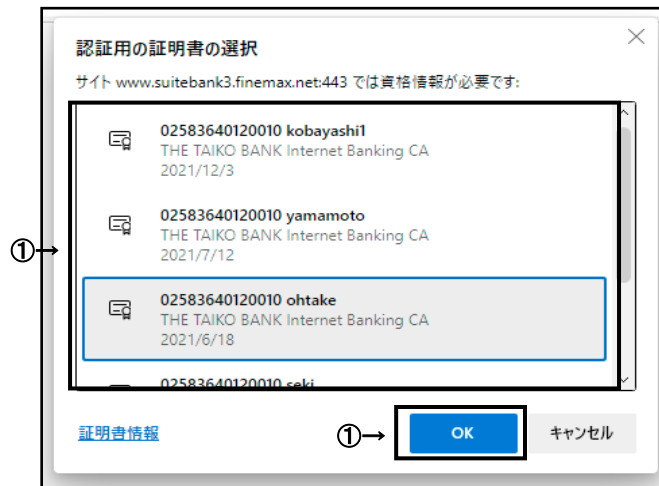 認証用の証明書の選択
サイト www.suitebank3.finemax.net:443 では資格情報が必要です:
02583640120010 kobayashi1
THE TAIKO BANK Internet Banking CA
2021/12/3
02583640120010 yamamoto
THE TAIKO BANK Internet Banking CA
2021/7/12
①→
02583640120010 ohtake
THE TAIKO BANK Internet Banking CA
2021/6/18
02583640120010 seki
証明書情報
①→
OK
キャンセル